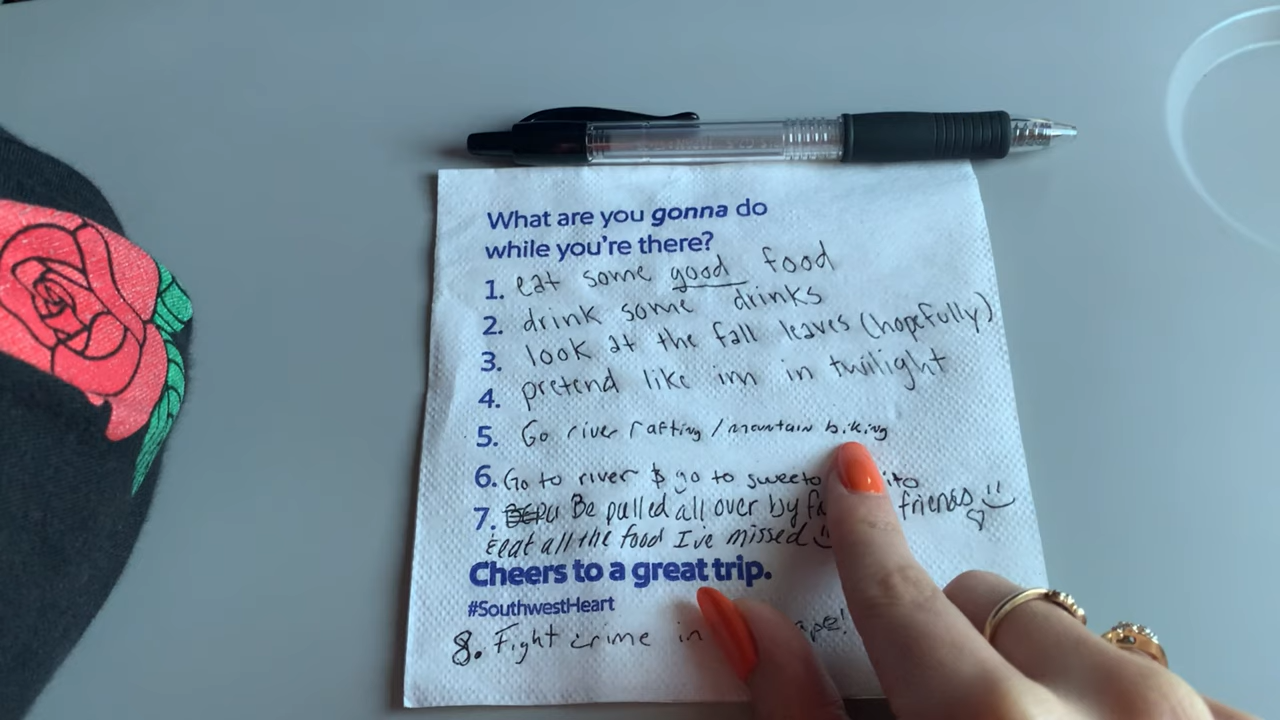 What are you gonna do
while you're there?
1. eat some good food
2. drink some drinks
3. look at the fall leaves (hopefully)
4. pretend like im in twilight
5. Go river rafting / mountain biking
6. Go to river & go to sweeto
7. Be pulled all over by friends
& eat all the food I've missed
Cheers to a great trip.
#SouthwestHeart
8. Fight crime in